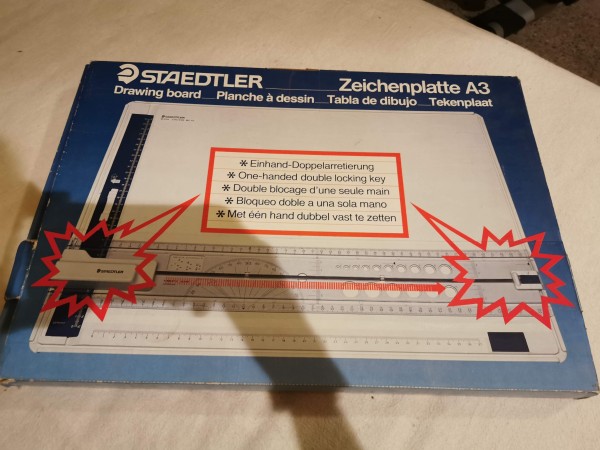 STAEDTLER
Zeichenplatte A3
Drawing board Planche à dessin Tabla de dibujo Tekenplaat
* Einhand-Doppelarretierung
* One-handed double locking key
* Double blocage d'une seule main
* Bloqueo doble a una sola mano
* Met één hand dubbel vast te zetten
STAEDTLER